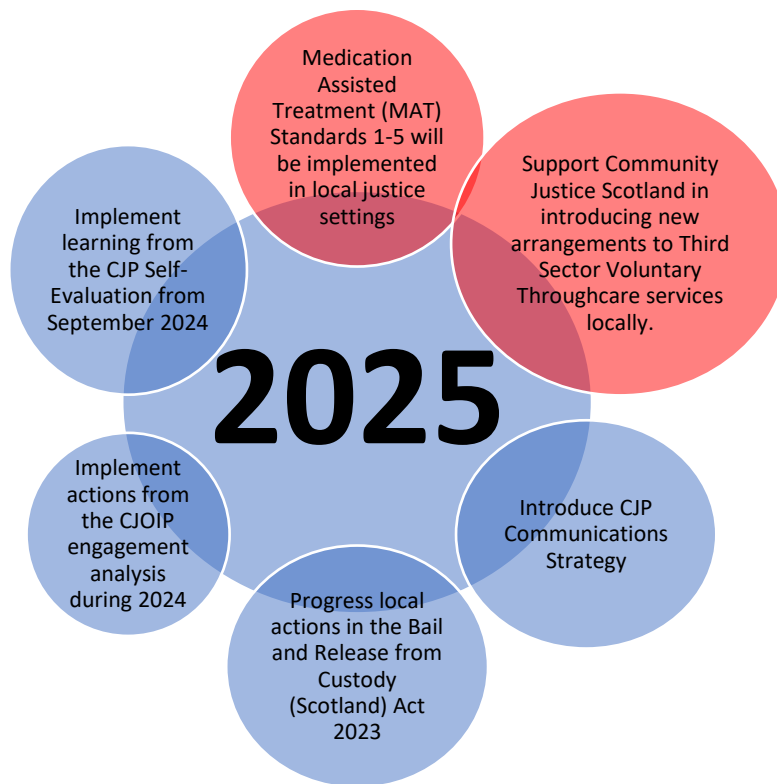 Medication
Assisted
Treatment (MAT)
Standards 1-5 will
be implemented
in local justice
settings
Support Community
Justice Scotland in
introducing new
arrangements to Third
Sector Voluntary
Throughcare services
locally.
Introduce CJP
Communications
Strategy
Progress local
actions in the Bail
and Release from
Custody
(Scotland) Act
2023
Implement
actions from
the CJOIP
engagement
analysis
during 2024
Implement
learning from
the CJP Self-
Evaluation from
September 2024
2025